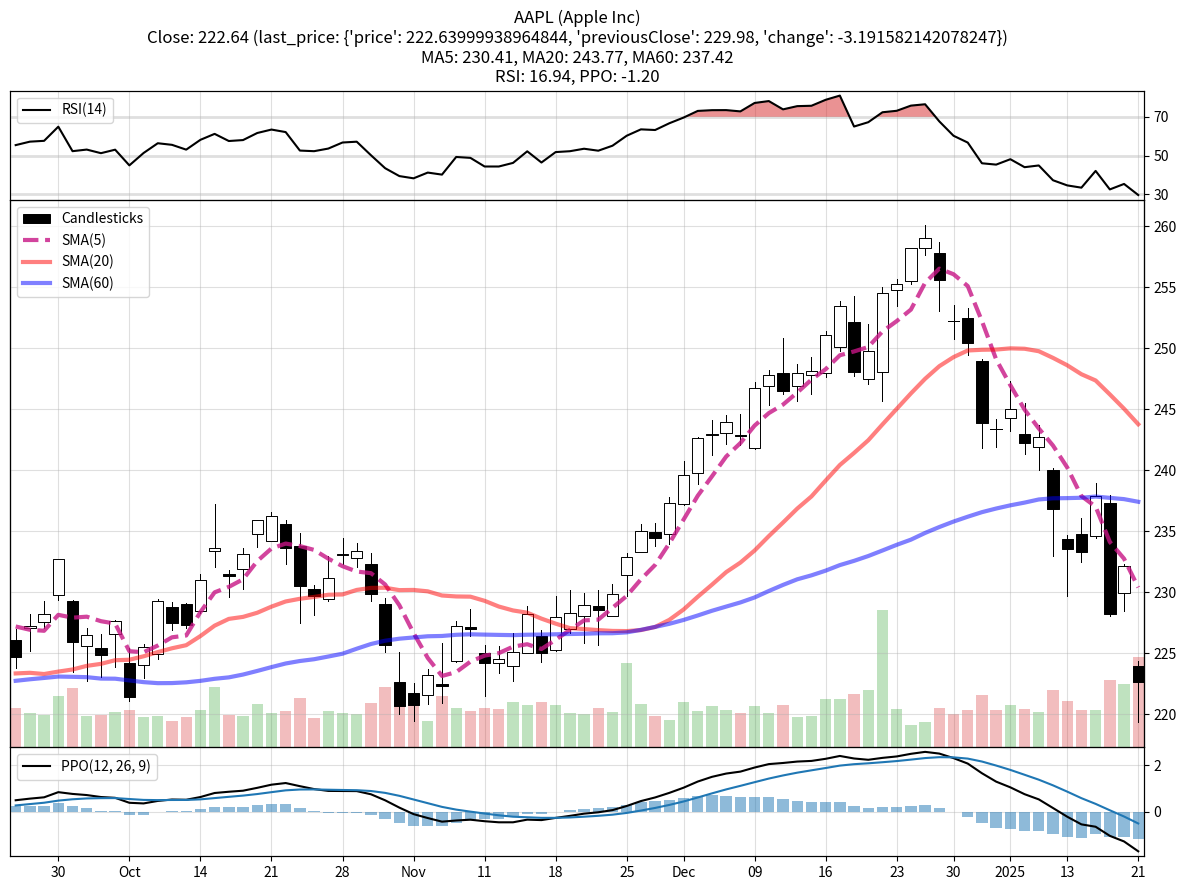 AAPL (Apple Inc)
Close: 222.64 (last_price: {'price': 222.63999938964844, 'previousClose': 229.98, 'change': -3.191582142078247})
MA5: 230.41, MA20: 243.77, MA60: 237.42
RSI: 16.94, PPO: -1.20
RSI(14)
70
50
30
Candlesticks
SMA(5)
SMA(20)
SMA(60)
260
255
250
245
240
235
230
225
220
PPO(12, 26, 9)
2
0
30 Oct 14 21 28 Nov 11 18 25 Dec 09 16 23 30 2025 13 21